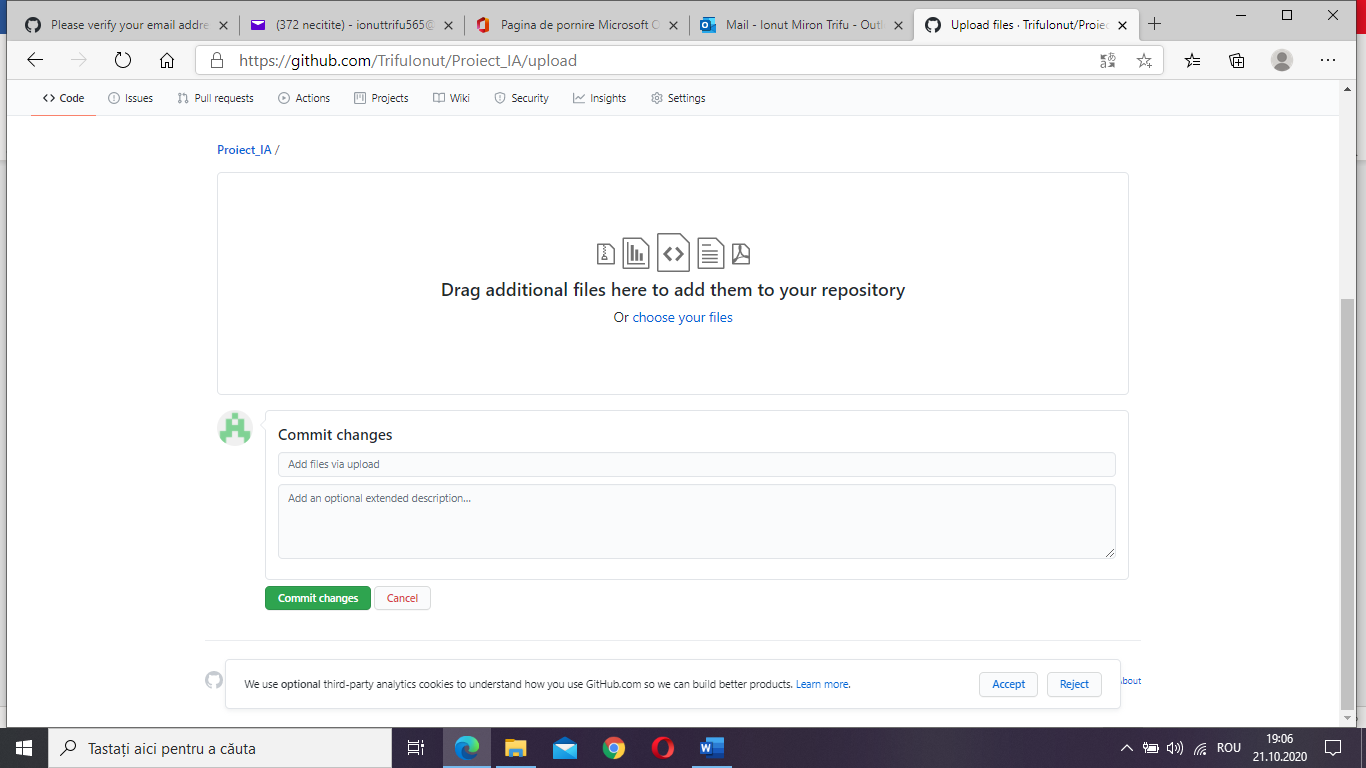 Please verify your email addre
(372 necitite) - ionuttrifu565@
Pagina de pornire Microsoft O
Mail - Ionut Miron Trifu - Outl
Upload files · TrifuIonut/Proiec
https://github.com/TrifuIonut/Proiect_IA/upload
Code
Issues
Pull requests
Actions
Projects
Wiki
Security
Insights
Settings
Proiect_IA /
Drag additional files here to add them to your repository
Or choose your files
Commit changes
Add files via upload
Add an optional extended description...
Commit changes
Cancel
We use optional third-party analytics cookies to understand how you use GitHub.com so we can build better products. Learn more.
Accept
Reject
About
Tastați aici pentru a căuta
ROU
19:06
21.10.2020